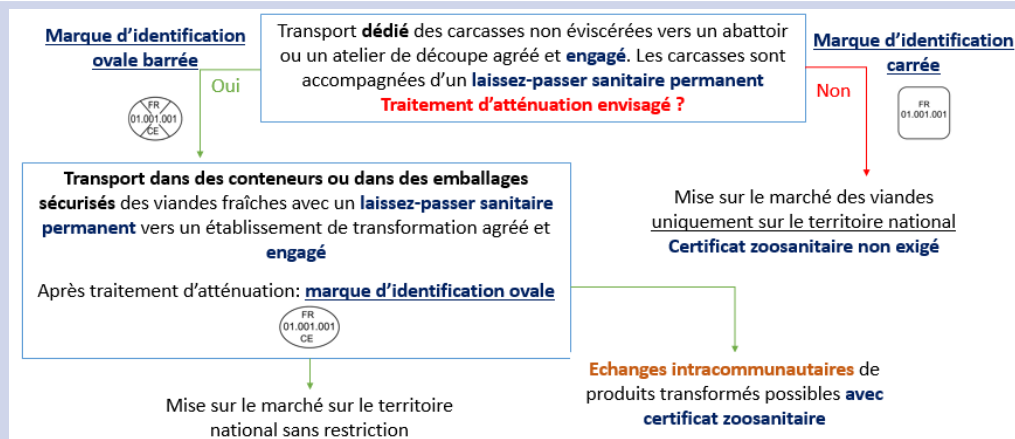 Transport dédié des carcasses non éviscérées vers un abattoir
ou un atelier de découpe agréé et engagé. Les carcasses sont
accompagnées d'un laissez-passer sanitaire permanent
Traitement d'atténuation envisagé ?
Marque d'identification
ovale barrée
Oui
FR
01.001.001
CE
Marque d'identification
carrée
Non
FR
01.001.001
Transport dans des conteneurs ou dans des emballages
sécurisés des viandes fraîches avec un laissez-passer sanitaire
permanent vers un établissement de transformation agréé et
engagé
Après traitement d'atténuation: marque d'identification ovale
FR
01.001.001
CE
Mise sur le marché des viandes
uniquement sur le territoire national
Certificat zoosanitaire non exigé
Mise sur le marché sur le territoire
national sans restriction
Echanges intracommunautaires de
produits transformés possibles avec
certificat zoosanitaire